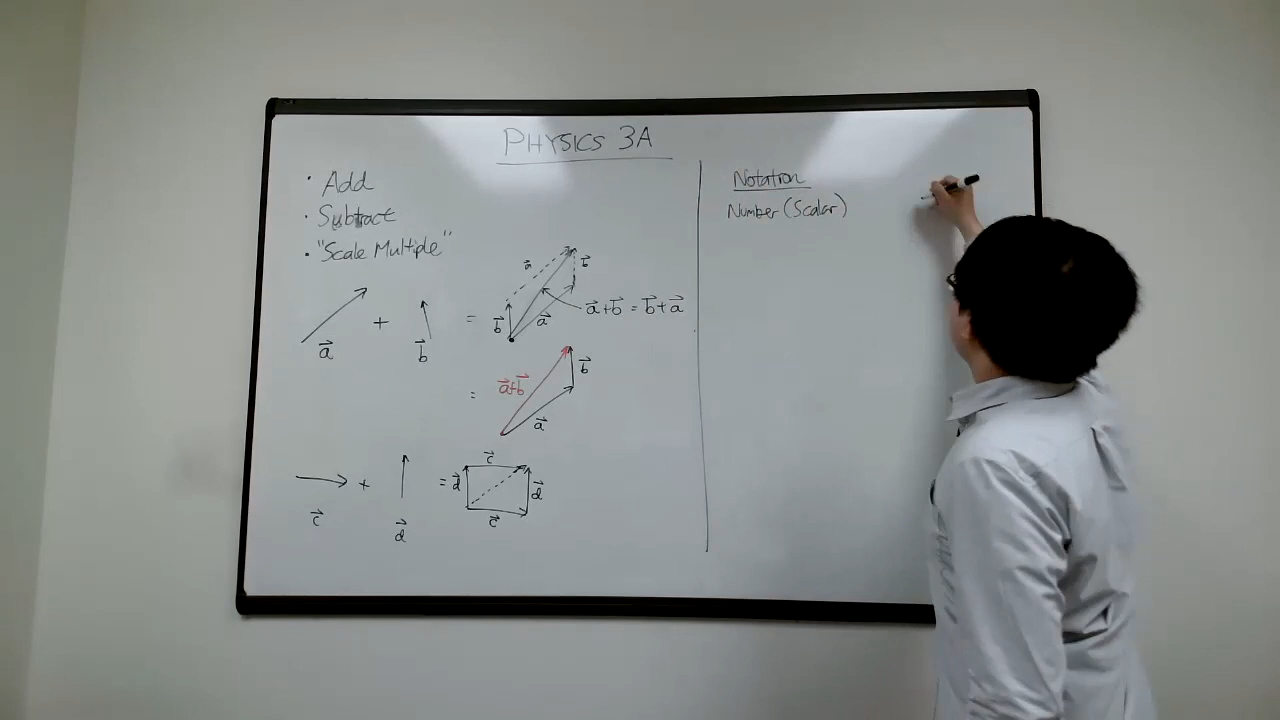 PHYSICS 3A
· Add
· Subtract
· "Scale Multiple"
a⃗ + b⃗ = b⃗ a⃗ a⃗ b⃗ a⃗+b⃗ = b⃗+a⃗
= a⃗+b⃗ a⃗ b⃗
c⃗ + d⃗ = d⃗ c⃗ c⃗ d⃗
Notation
Number (Scalar)